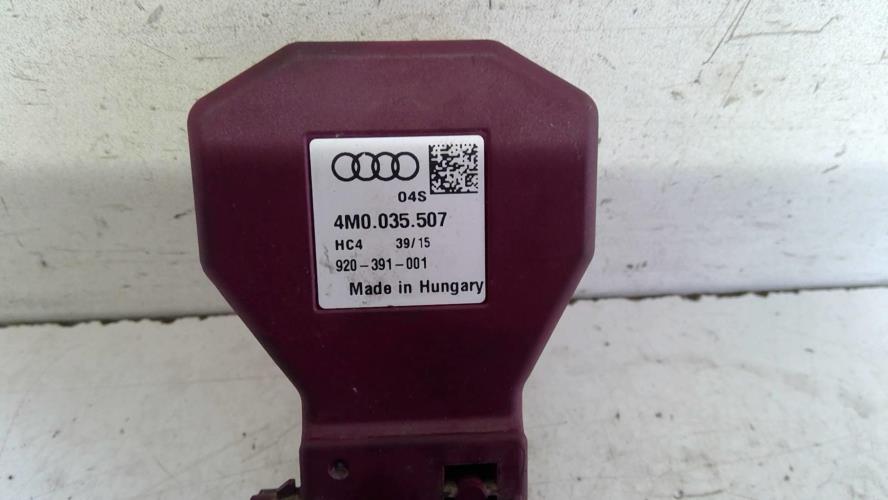 04S
4M0.035.507
HC4 39/15
920-391-001
Made in Hungary